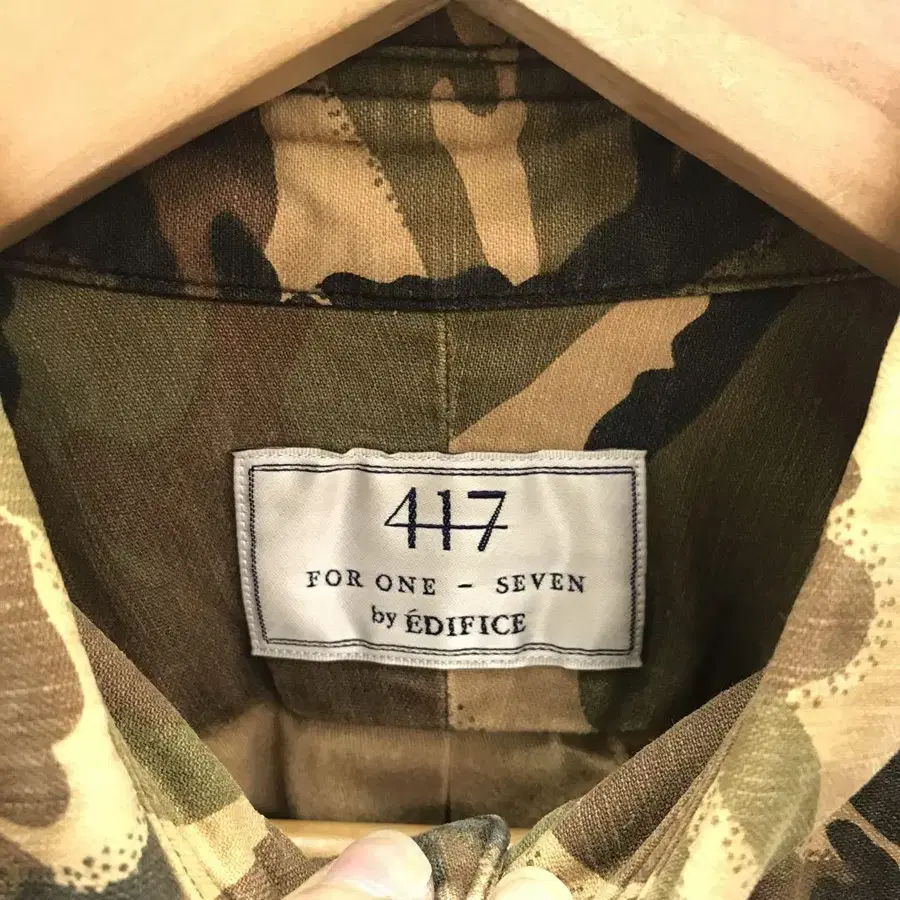 417
FOR ONE - SEVEN
by ÉDIFICE